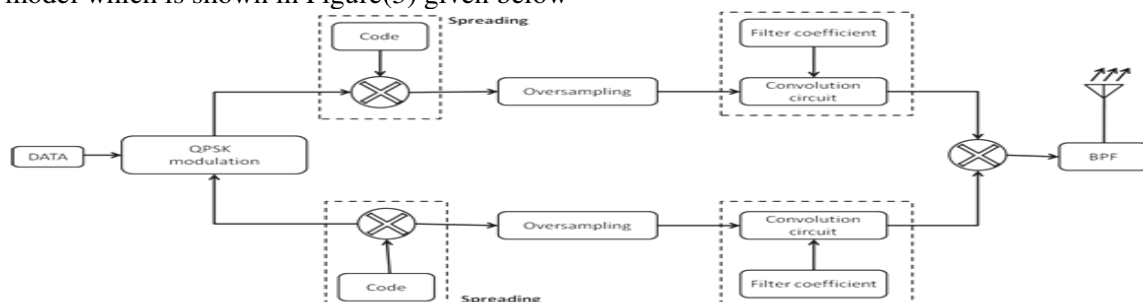 model which is shown in Figure(3) given below
Spreading
Code
Filter coefficient
Oversampling
Convolution
circuit
DATA
QPSK
modulation
BPF
Oversampling
Convolution
circuit
Code
Filter coefficient
Spreading